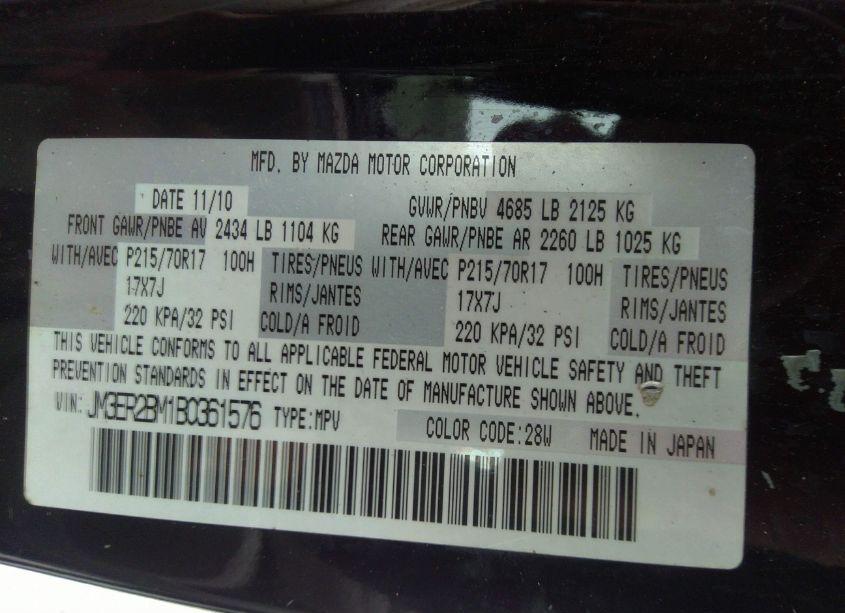 MFD. BY MAZDA MOTOR CORPORATION
DATE 11/10 GVWR/PNBV 4685 LB 2125 KG
FRONT GAWR/PNBE AV 2434 LB 1104 KG REAR GAWR/PNBE AR 2260 LB 1025 KG
WITH/AVEC P215/70R17 100H TIRES/PNEUS WITH/AVEC P215/70R17 100H TIRES/PNEUS
17X7J RIMS/JANTES 17X7J RIMS/JANTES
220 KPA/32 PSI COLD/A FROID 220 KPA/32 PSI COLD/A FROID
THIS VEHICLE CONFORMS TO ALL APPLICABLE FEDERAL MOTOR VEHICLE SAFETY AND THEFT
PREVENTION STANDARDS IN EFFECT ON THE DATE OF MANUFACTURE SHOWN ABOVE.
VIN: JM3ER2BM1B0361576 TYPE:MPV COLOR CODE:28W MADE IN JAPAN